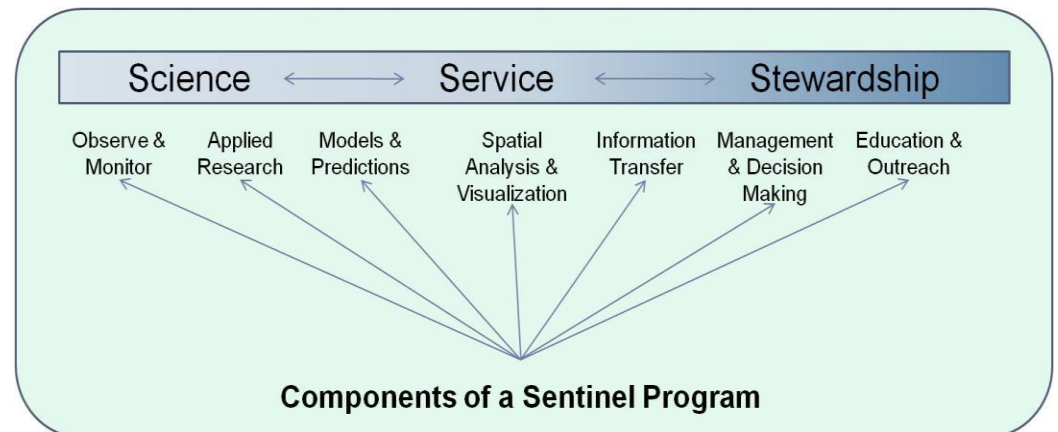 Science Service Stewardship
Observe &
Monitor
Applied
Research
Models &
Predictions
Spatial
Analysis &
Visualization
Information
Transfer
Management
& Decision
Making
Education &
Outreach
Components of a Sentinel Program